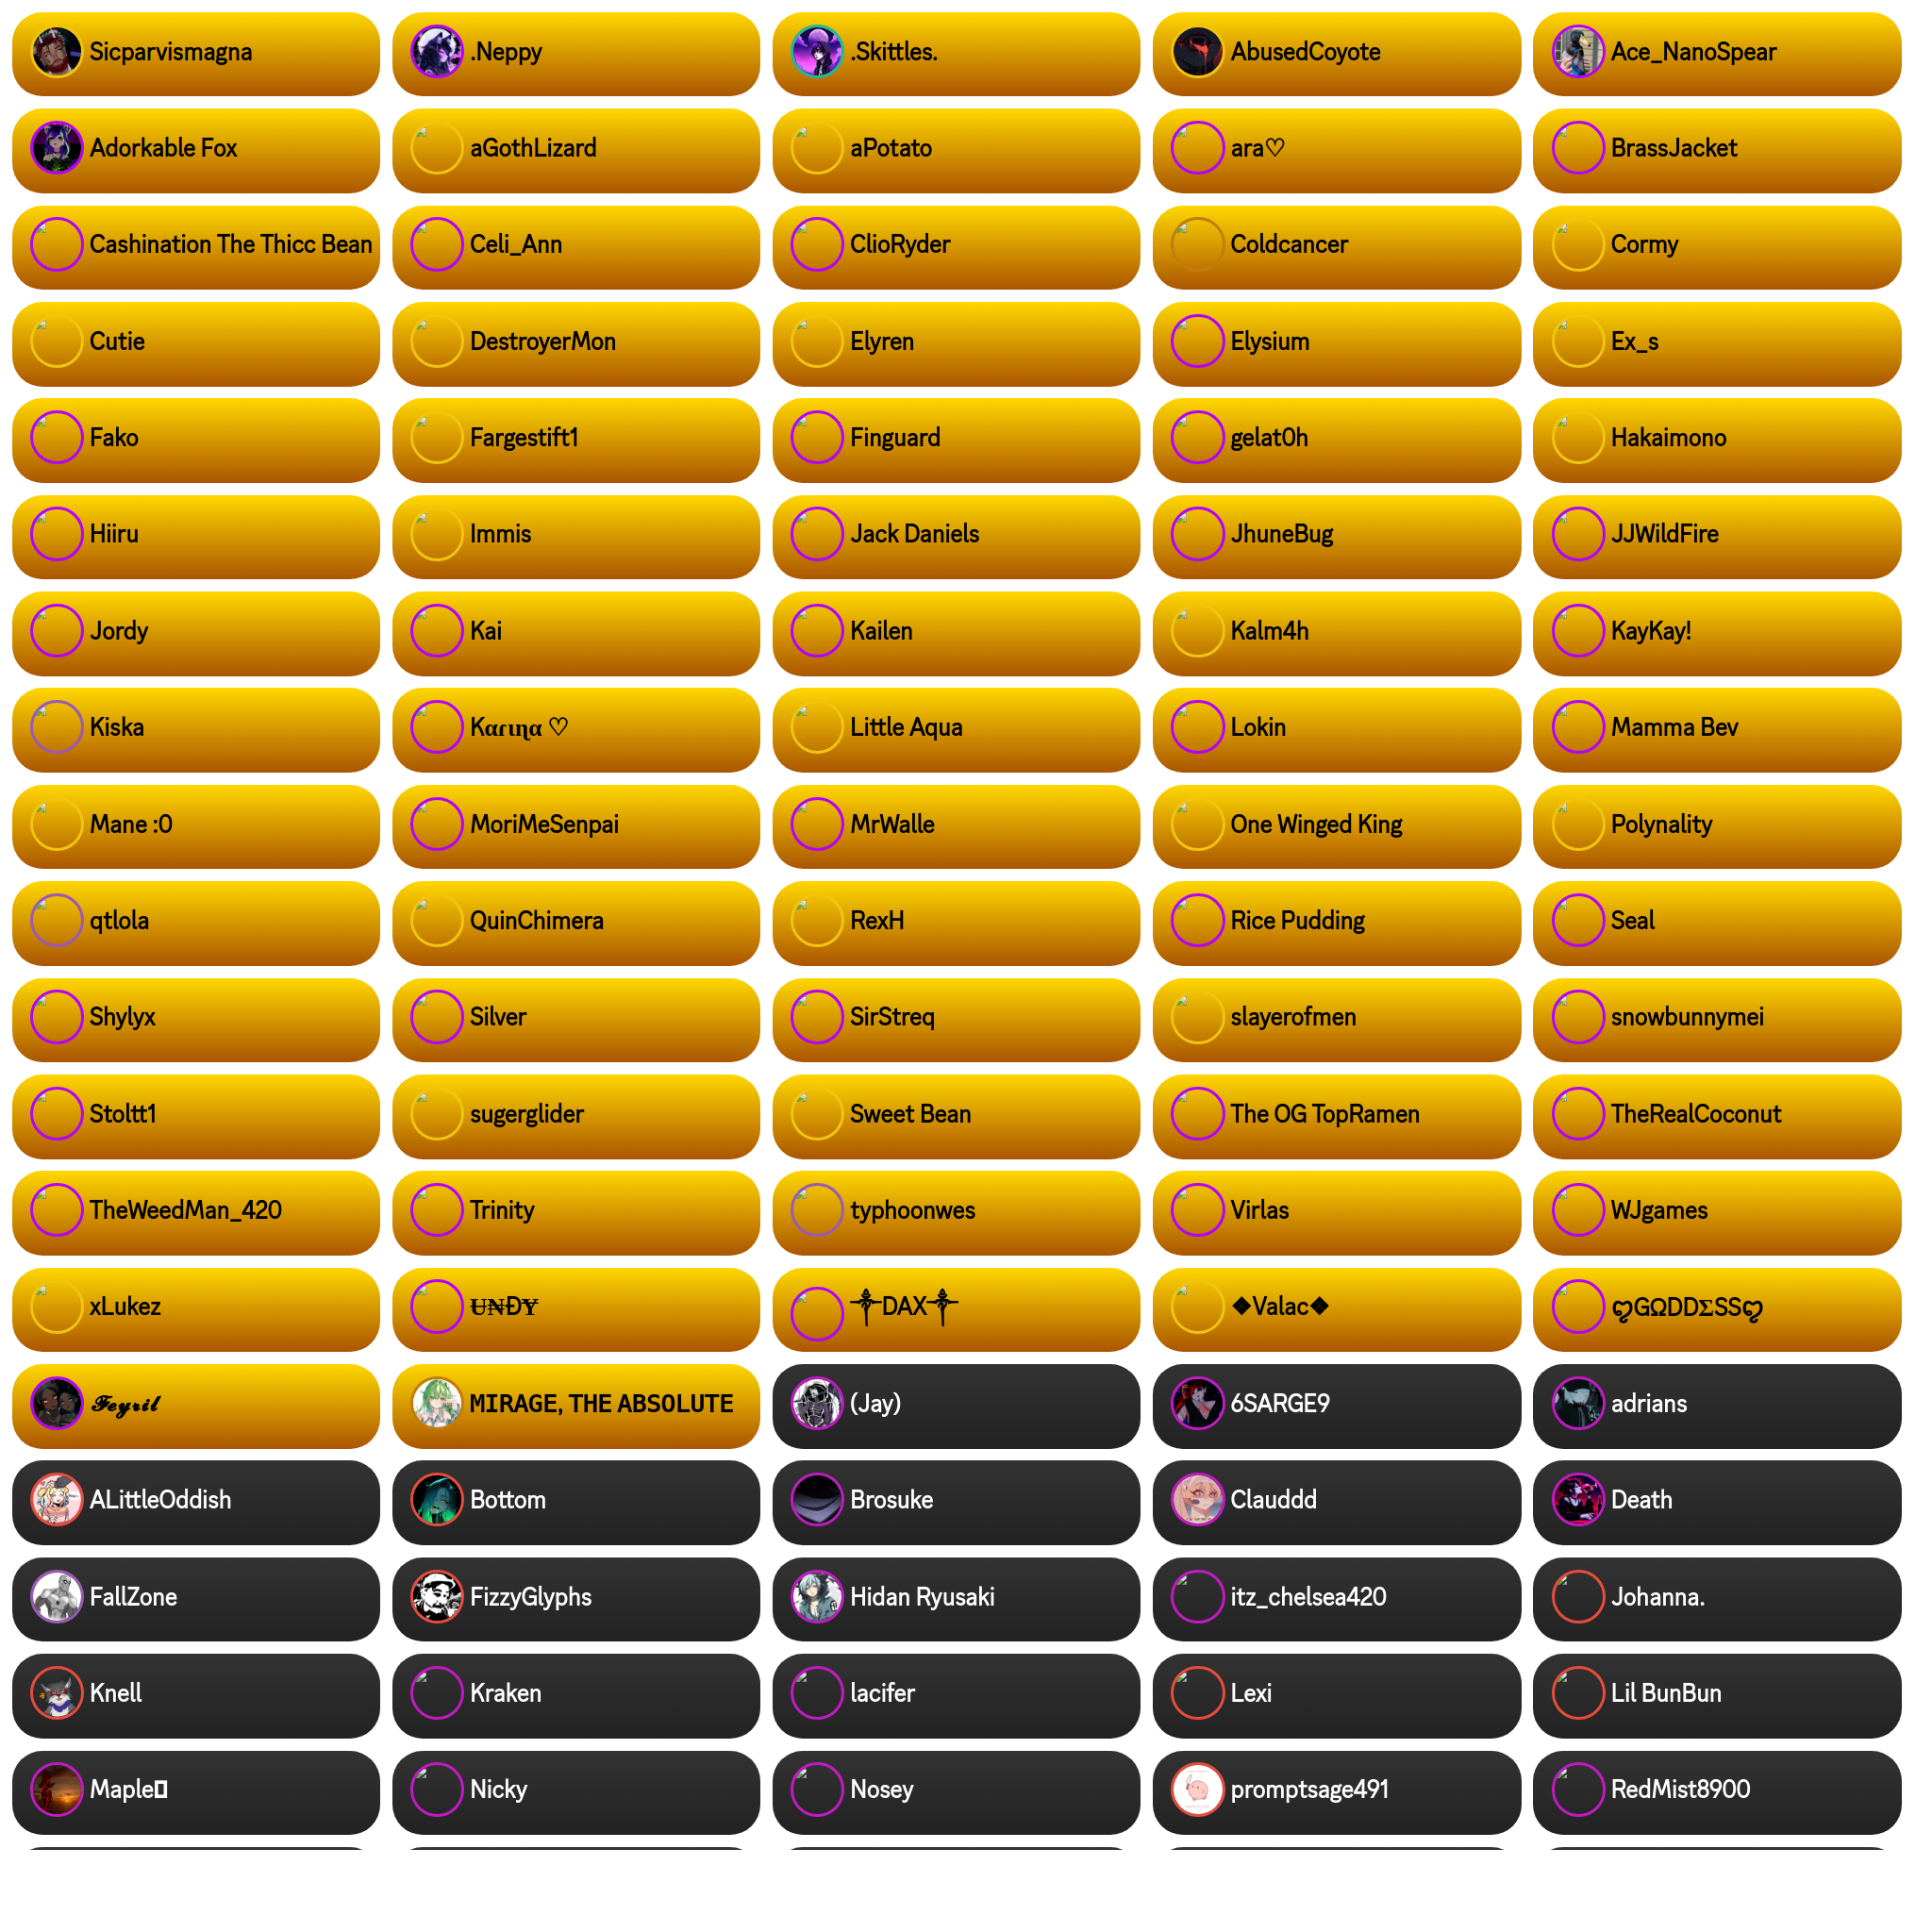 Sicparvismagna
.Neppy
.Skittles.
AbusedCoyote
Ace_NanoSpear
Adorkable Fox
aGothLizard
aPotato
ara♡
BrassJacket
Cashination The Thicc Bean
Celi_Ann
ClioRyder
Coldcancer
Cormy
Cutie
DestroyerMon
Elyren
Elysium
Ex_s
Fako
Fargestift1
Finguard
gelat0h
Hakaimono
Hiiru
Immis
Jack Daniels
JhuneBug
JJWildFire
Jordy
Kai
Kailen
Kalm4h
KayKay!
Kiska
Kαɾιɳα ♡
Little Aqua
Lokin
Mamma Bev
Mane :0
MoriMeSenpai
MrWalle
One Winged King
Polynality
qtlola
QuinChimera
RexH
Rice Pudding
Seal
Shylyx
Silver
SirStreq
slayerofmen
snowbunnymei
Stoltt1
sugerglider
Sweet Bean
The OG TopRamen
TheRealCoconut
TheWeedMan_420
Trinity
typhoonwes
Virlas
WJgames
xLukez
U̶N̶D̶Y̶
༒DAX༒
❖Valac❖
ღGΩDDΣSSღ
𝓕𝓮𝔂𝓻𝓲𝓵
MIRAGE, THE ABSOLUTE
(Jay)
6SARGE9
adrians
ALittleOddish
Bottom
Brosuke
Clauddd
Death
FallZone
FizzyGlyphs
Hidan Ryusaki
itz_chelsea420
Johanna.
Knell
Kraken
lacifer
Lexi
Lil BunBun
Maple
Nicky
Nosey
promptsage491
RedMist8900